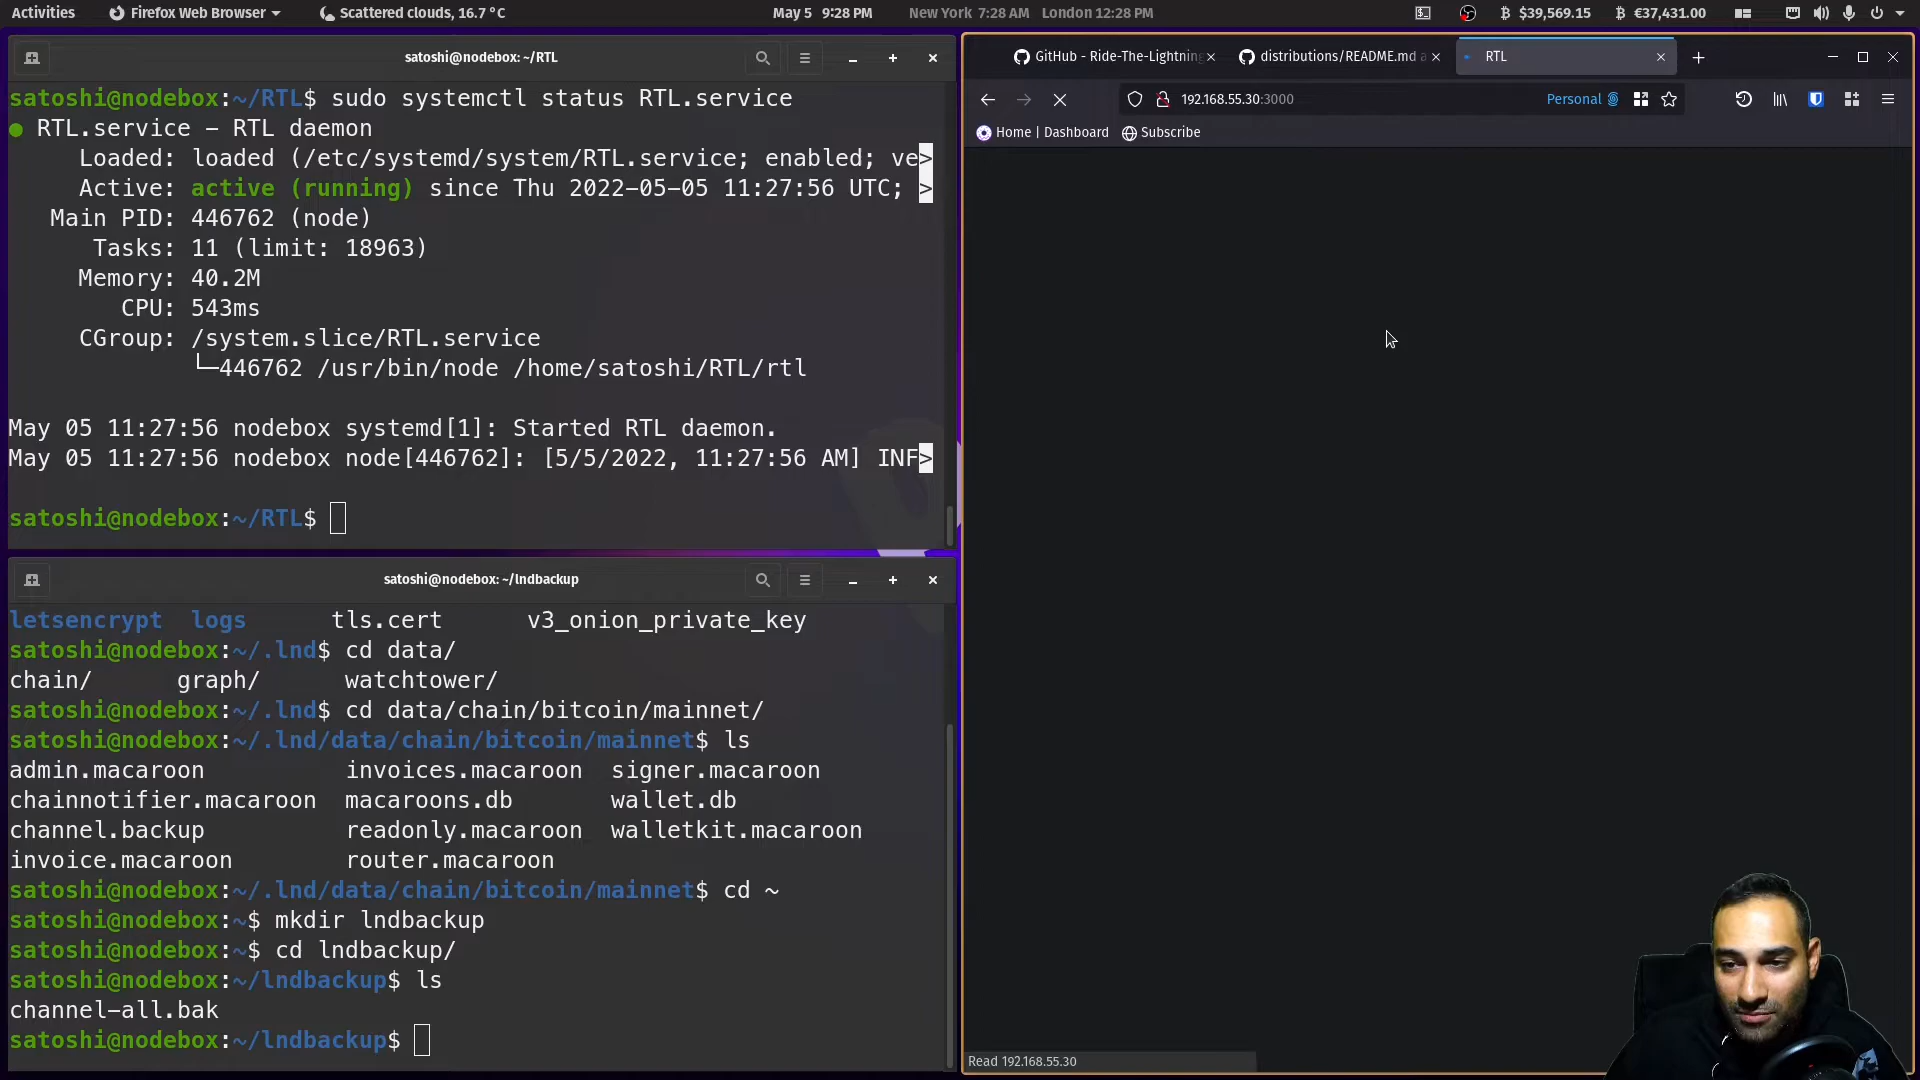 Activities
Firefox Web Browser
Scattered clouds, 16.7 °C
May 5 9:28 PM
New York 7:28 AM
London 12:28 PM
$39,569.15
€37,431.00
satoshi@nodebox: ~/RTL
satoshi@nodebox:~/RTL$ sudo systemctl status RTL.service
● RTL.service - RTL daemon
Loaded: loaded (/etc/systemd/system/RTL.service; enabled; ve>
Active: active (running) since Thu 2022-05-05 11:27:56 UTC; >
Main PID: 446762 (node)
Tasks: 11 (limit: 18963)
Memory: 40.2M
CPU: 543ms
CGroup: /system.slice/RTL.service
└─446762 /usr/bin/node /home/satoshi/RTL/rtl
May 05 11:27:56 nodebox systemd[1]: Started RTL daemon.
May 05 11:27:56 nodebox node[446762]: [5/5/2022, 11:27:56 AM] INF>
satoshi@nodebox:~/RTL$
satoshi@nodebox: ~/lndbackup
letsencrypt logs tls.cert v3_onion_private_key
satoshi@nodebox:~/.lnd$ cd data/
chain/ graph/ watchtower/
satoshi@nodebox:~/.lnd$ cd data/chain/bitcoin/mainnet/
satoshi@nodebox:~/.lnd/data/chain/bitcoin/mainnet$ ls
admin.macaroon invoices.macaroon signer.macaroon
chainnotifier.macaroon macaroons.db wallet.db
channel.backup readonly.macaroon walletkit.macaroon
invoice.macaroon router.macaroon
satoshi@nodebox:~/.lnd/data/chain/bitcoin/mainnet$ cd ~
satoshi@nodebox:~$ mkdir lndbackup
satoshi@nodebox:~$ cd lndbackup/
satoshi@nodebox:~/lndbackup$ ls
channel-all.bak
satoshi@nodebox:~/lndbackup$
GitHub - Ride-The-Lightning
distributions/README.md a
RTL
192.168.55.30:3000
Personal
Home | Dashboard
Subscribe
Read 192.168.55.30